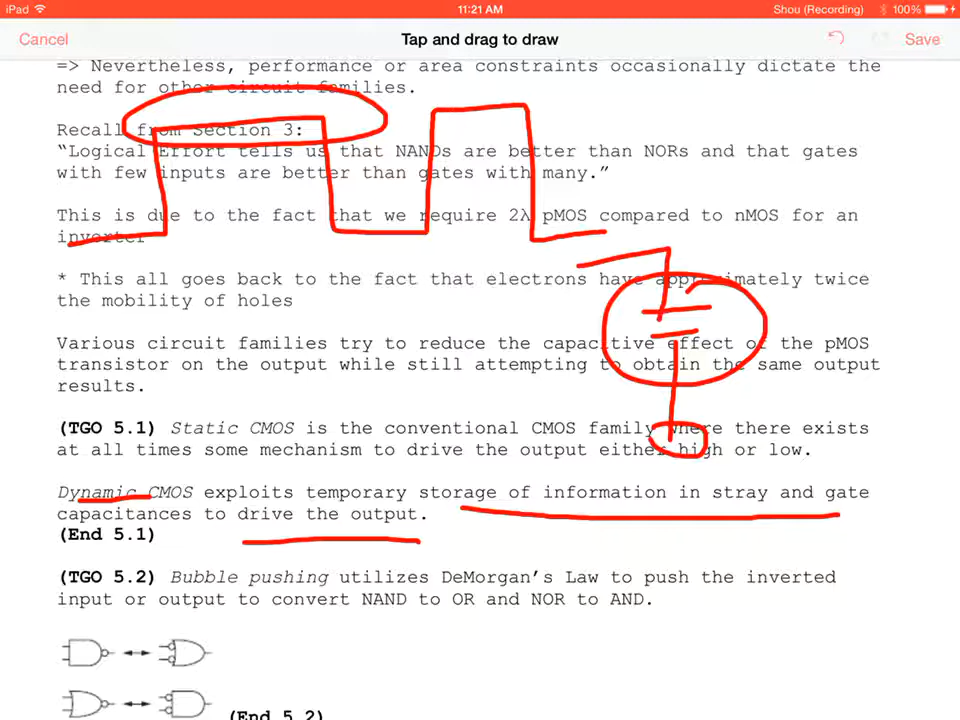 iPad 11:21 AM Shou (Recording) 100%
Cancel Tap and drag to draw Save
=> Nevertheless, performance or area constraints occasionally dictate the
need for other circuit families.
Recall from Section 3:
“Logical Effort tells us that NANDs are better than NORs and that gates
with few inputs are better than gates with many.”
This is due to the fact that we require 2λ pMOS compared to nMOS for an
inverter
* This all goes back to the fact that electrons have approximately twice
the mobility of holes
Various circuit families try to reduce the capacitive effect of the pMOS
transistor on the output while still attempting to obtain the same output
results.
(TGO 5.1) Static CMOS is the conventional CMOS family where there exists
at all times some mechanism to drive the output either high or low.
Dynamic CMOS exploits temporary storage of information in stray and gate
capacitances to drive the output.
(End 5.1)
(TGO 5.2) Bubble pushing utilizes DeMorgan’s Law to push the inverted
input or output to convert NAND to OR and NOR to AND.
(End 5.2)